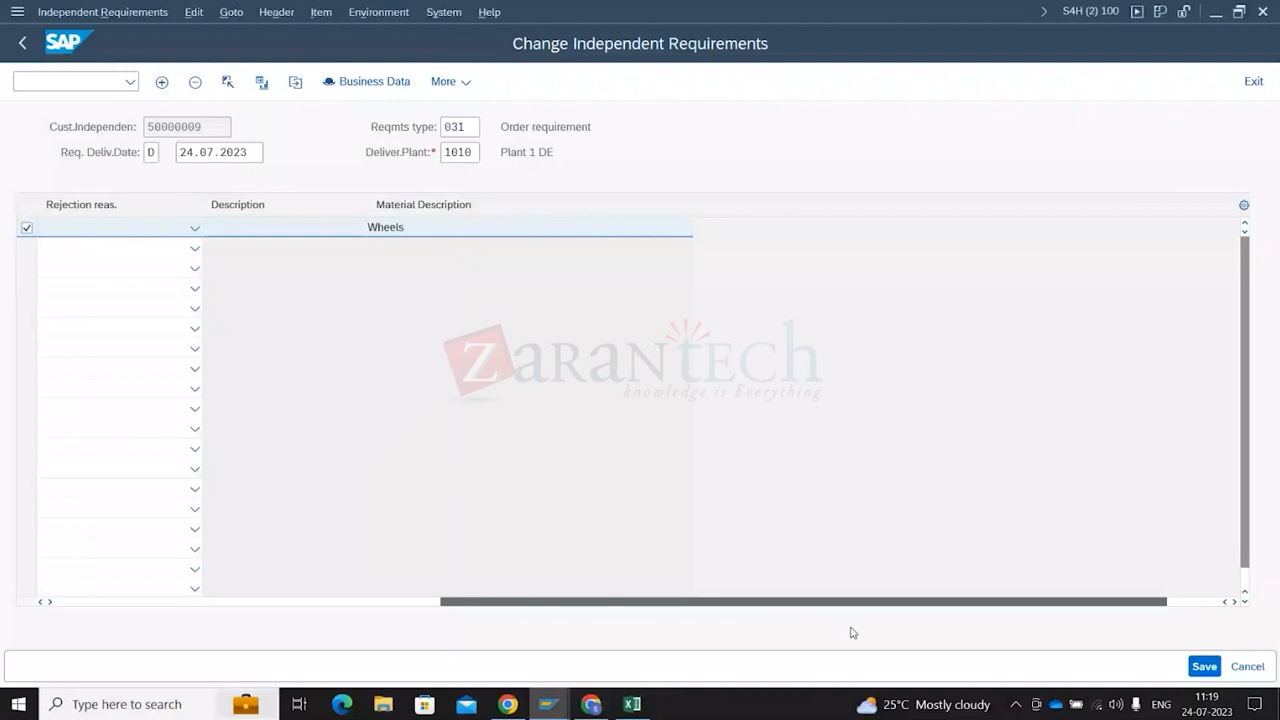 Independent Requirements Edit Goto Header Item Environment System Help S4H (2) 100
SAP Change Independent Requirements
Business Data More Exit
Cust.Independen: 50000009 Reqmts type: 031 Order requirement
Req. Deliv.Date: D 24.07.2023 Deliver.Plant:* 1010 Plant 1 DE
Rejection reas. Description Material Description
Wheels
ZARANTECH
knowledge is Everything
Save Cancel
Type here to search 25°C Mostly cloudy ENG 11:19
24-07-2023